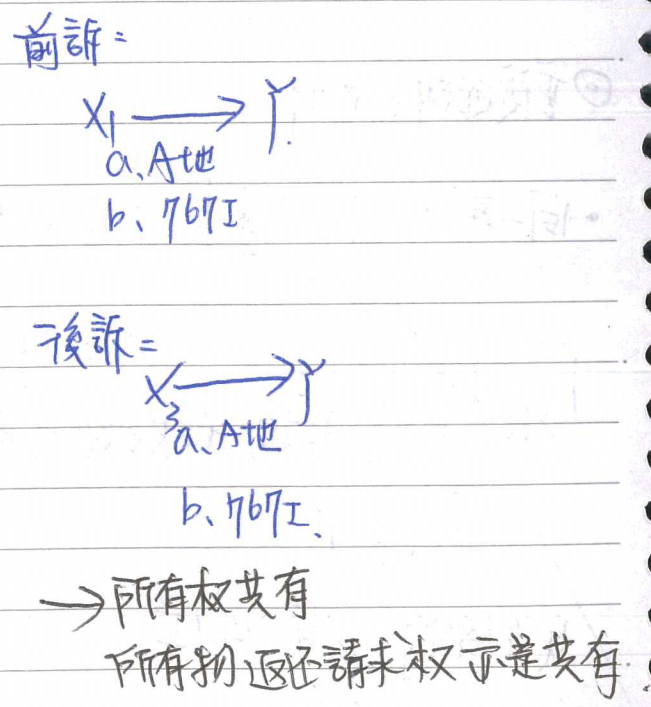 前訴=
X₁ → Y.
a、A地
b、767I
後訴=
X₃ → Y
a、A地
b、767I、
→所有权共有
所有物返还請求权亦是共有.